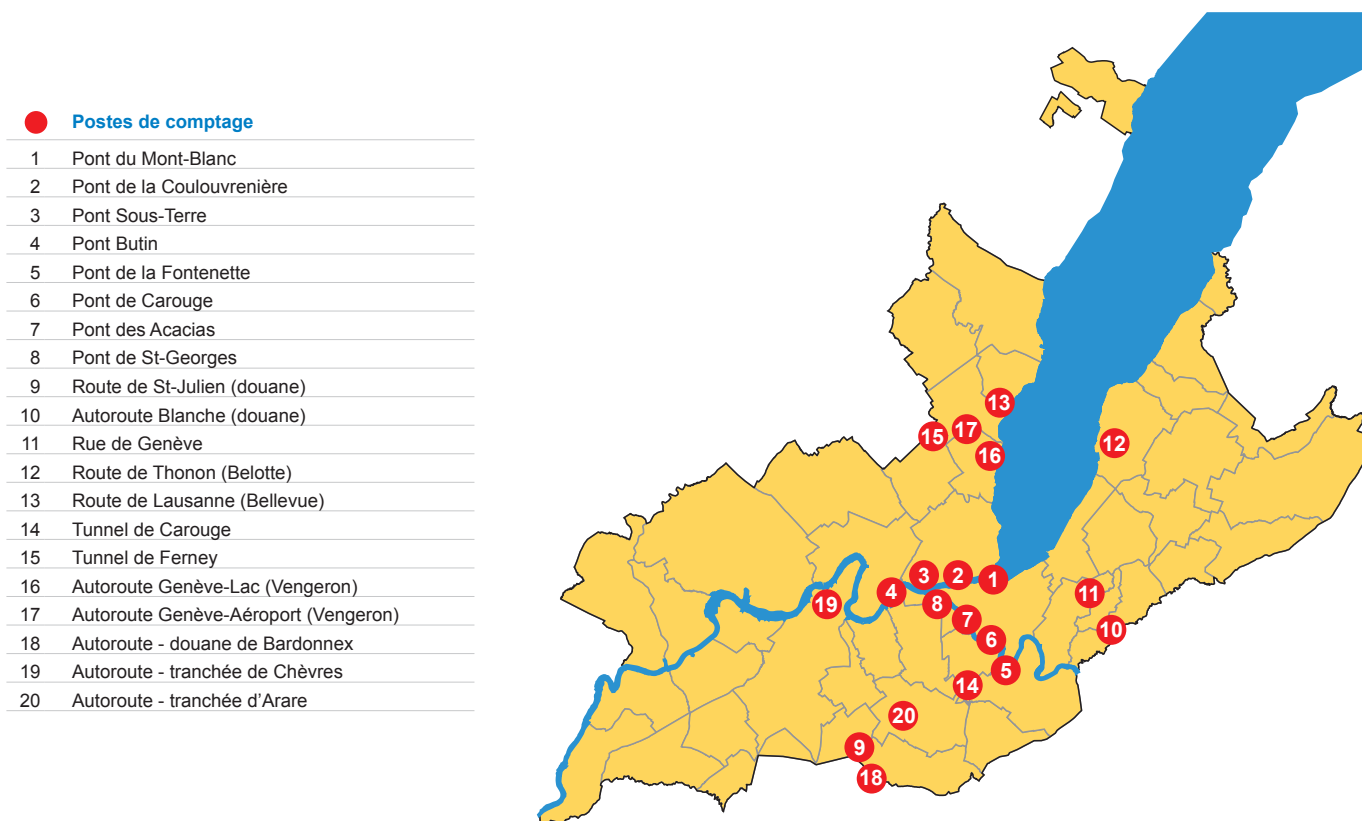 Postes de comptage
1 Pont du Mont-Blanc
2 Pont de la Coulouvrenière
3 Pont Sous-Terre
4 Pont Butin
5 Pont de la Fontenette
6 Pont de Carouge
7 Pont des Acacias
8 Pont de St-Georges
9 Route de St-Julien (douane)
10 Autoroute Blanche (douane)
11 Rue de Genève
12 Route de Thonon (Belotte)
13 Route de Lausanne (Bellevue)
14 Tunnel de Carouge
15 Tunnel de Ferney
16 Autoroute Genève-Lac (Vengeron)
17 Autoroute Genève-Aéroport (Vengeron)
18 Autoroute - douane de Bardonnex
19 Autoroute - tranchée de Chèvres
20 Autoroute - tranchée d'Arare
13
17
15
12
16
3
2
1
4
11
19
8
7
10
6
5
14
20
9
18